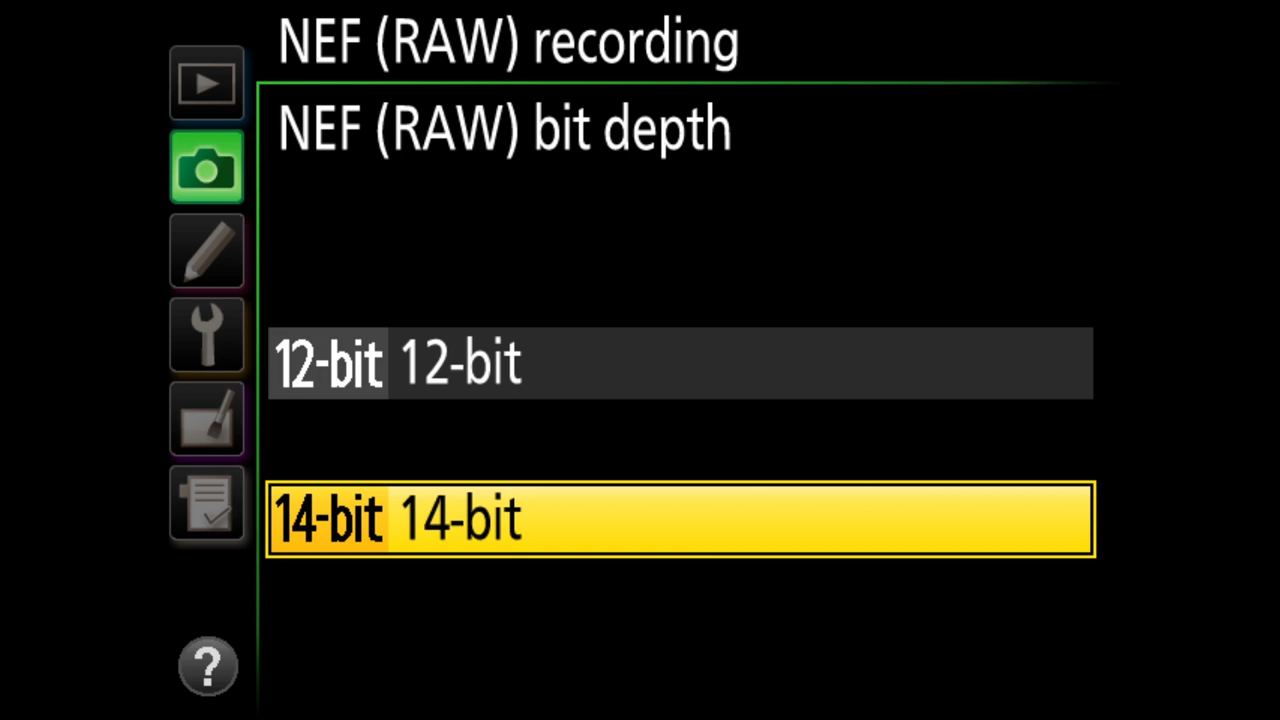 NEF (RAW) recording
NEF (RAW) bit depth
12-bit 12-bit
14-bit 14-bit
?